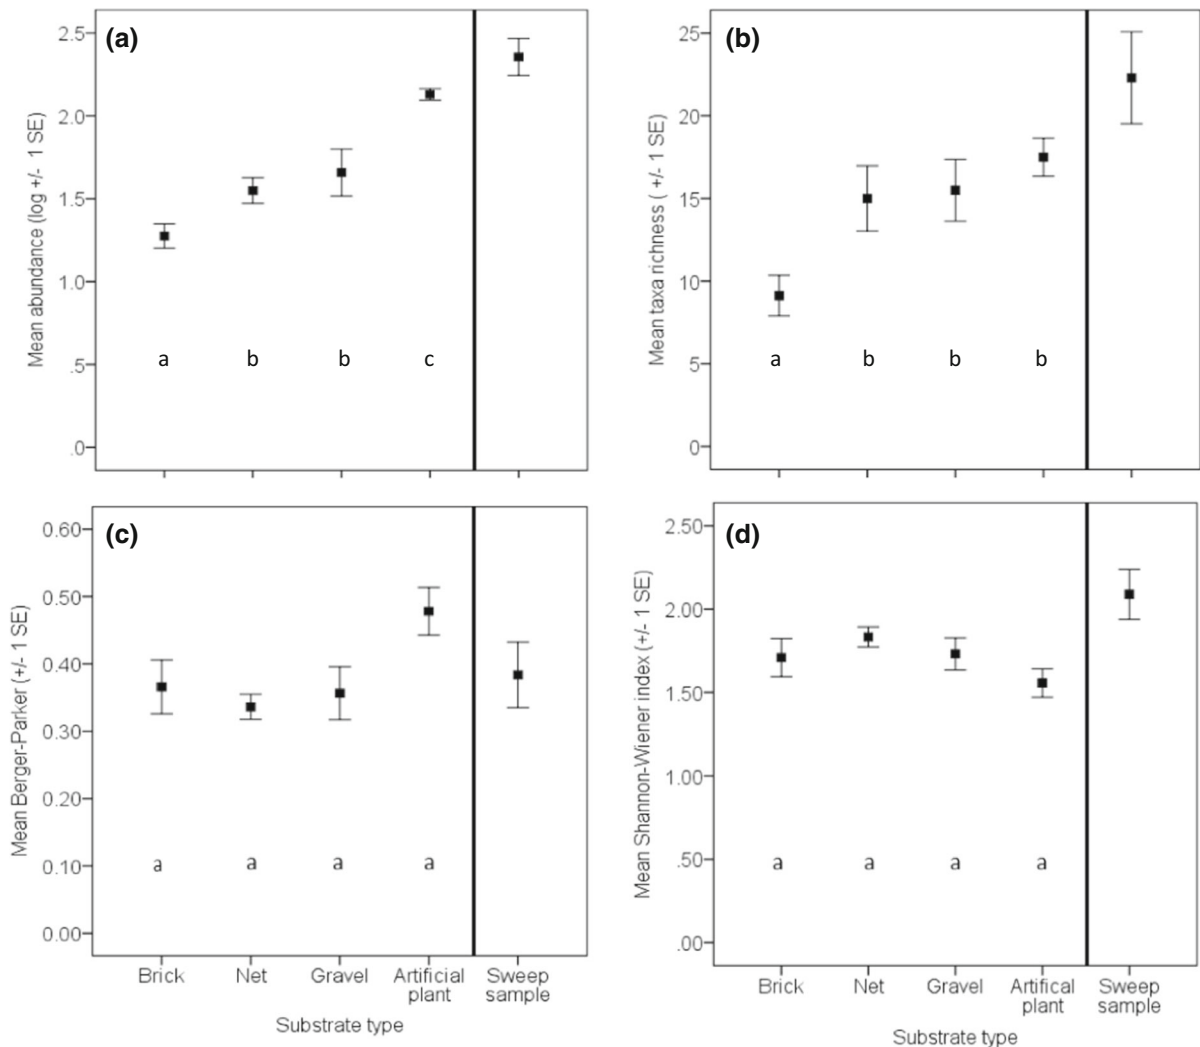 (a)
Mean abundance (log +/- 1 SE)
2.5
2.0
1.5
1.0
.5
.0
a b b c
(b)
Mean taxa richness ( +/- 1 SE)
25
20
15
10
5
0
a b b b
(c)
Mean Berger-Parker (+/- 1 SE)
0.60
0.50
0.40
0.30
0.20
0.10
0.00
a a a a
Brick Net Gravel Artificial plant Sweep sample
Substrate type
(d)
Mean Shannon-Wiener index (+/- 1 SE)
2.50
2.00
1.50
1.00
.50
.00
a a a a
Brick Net Gravel Artifical plant Sweep sample
Substrate type